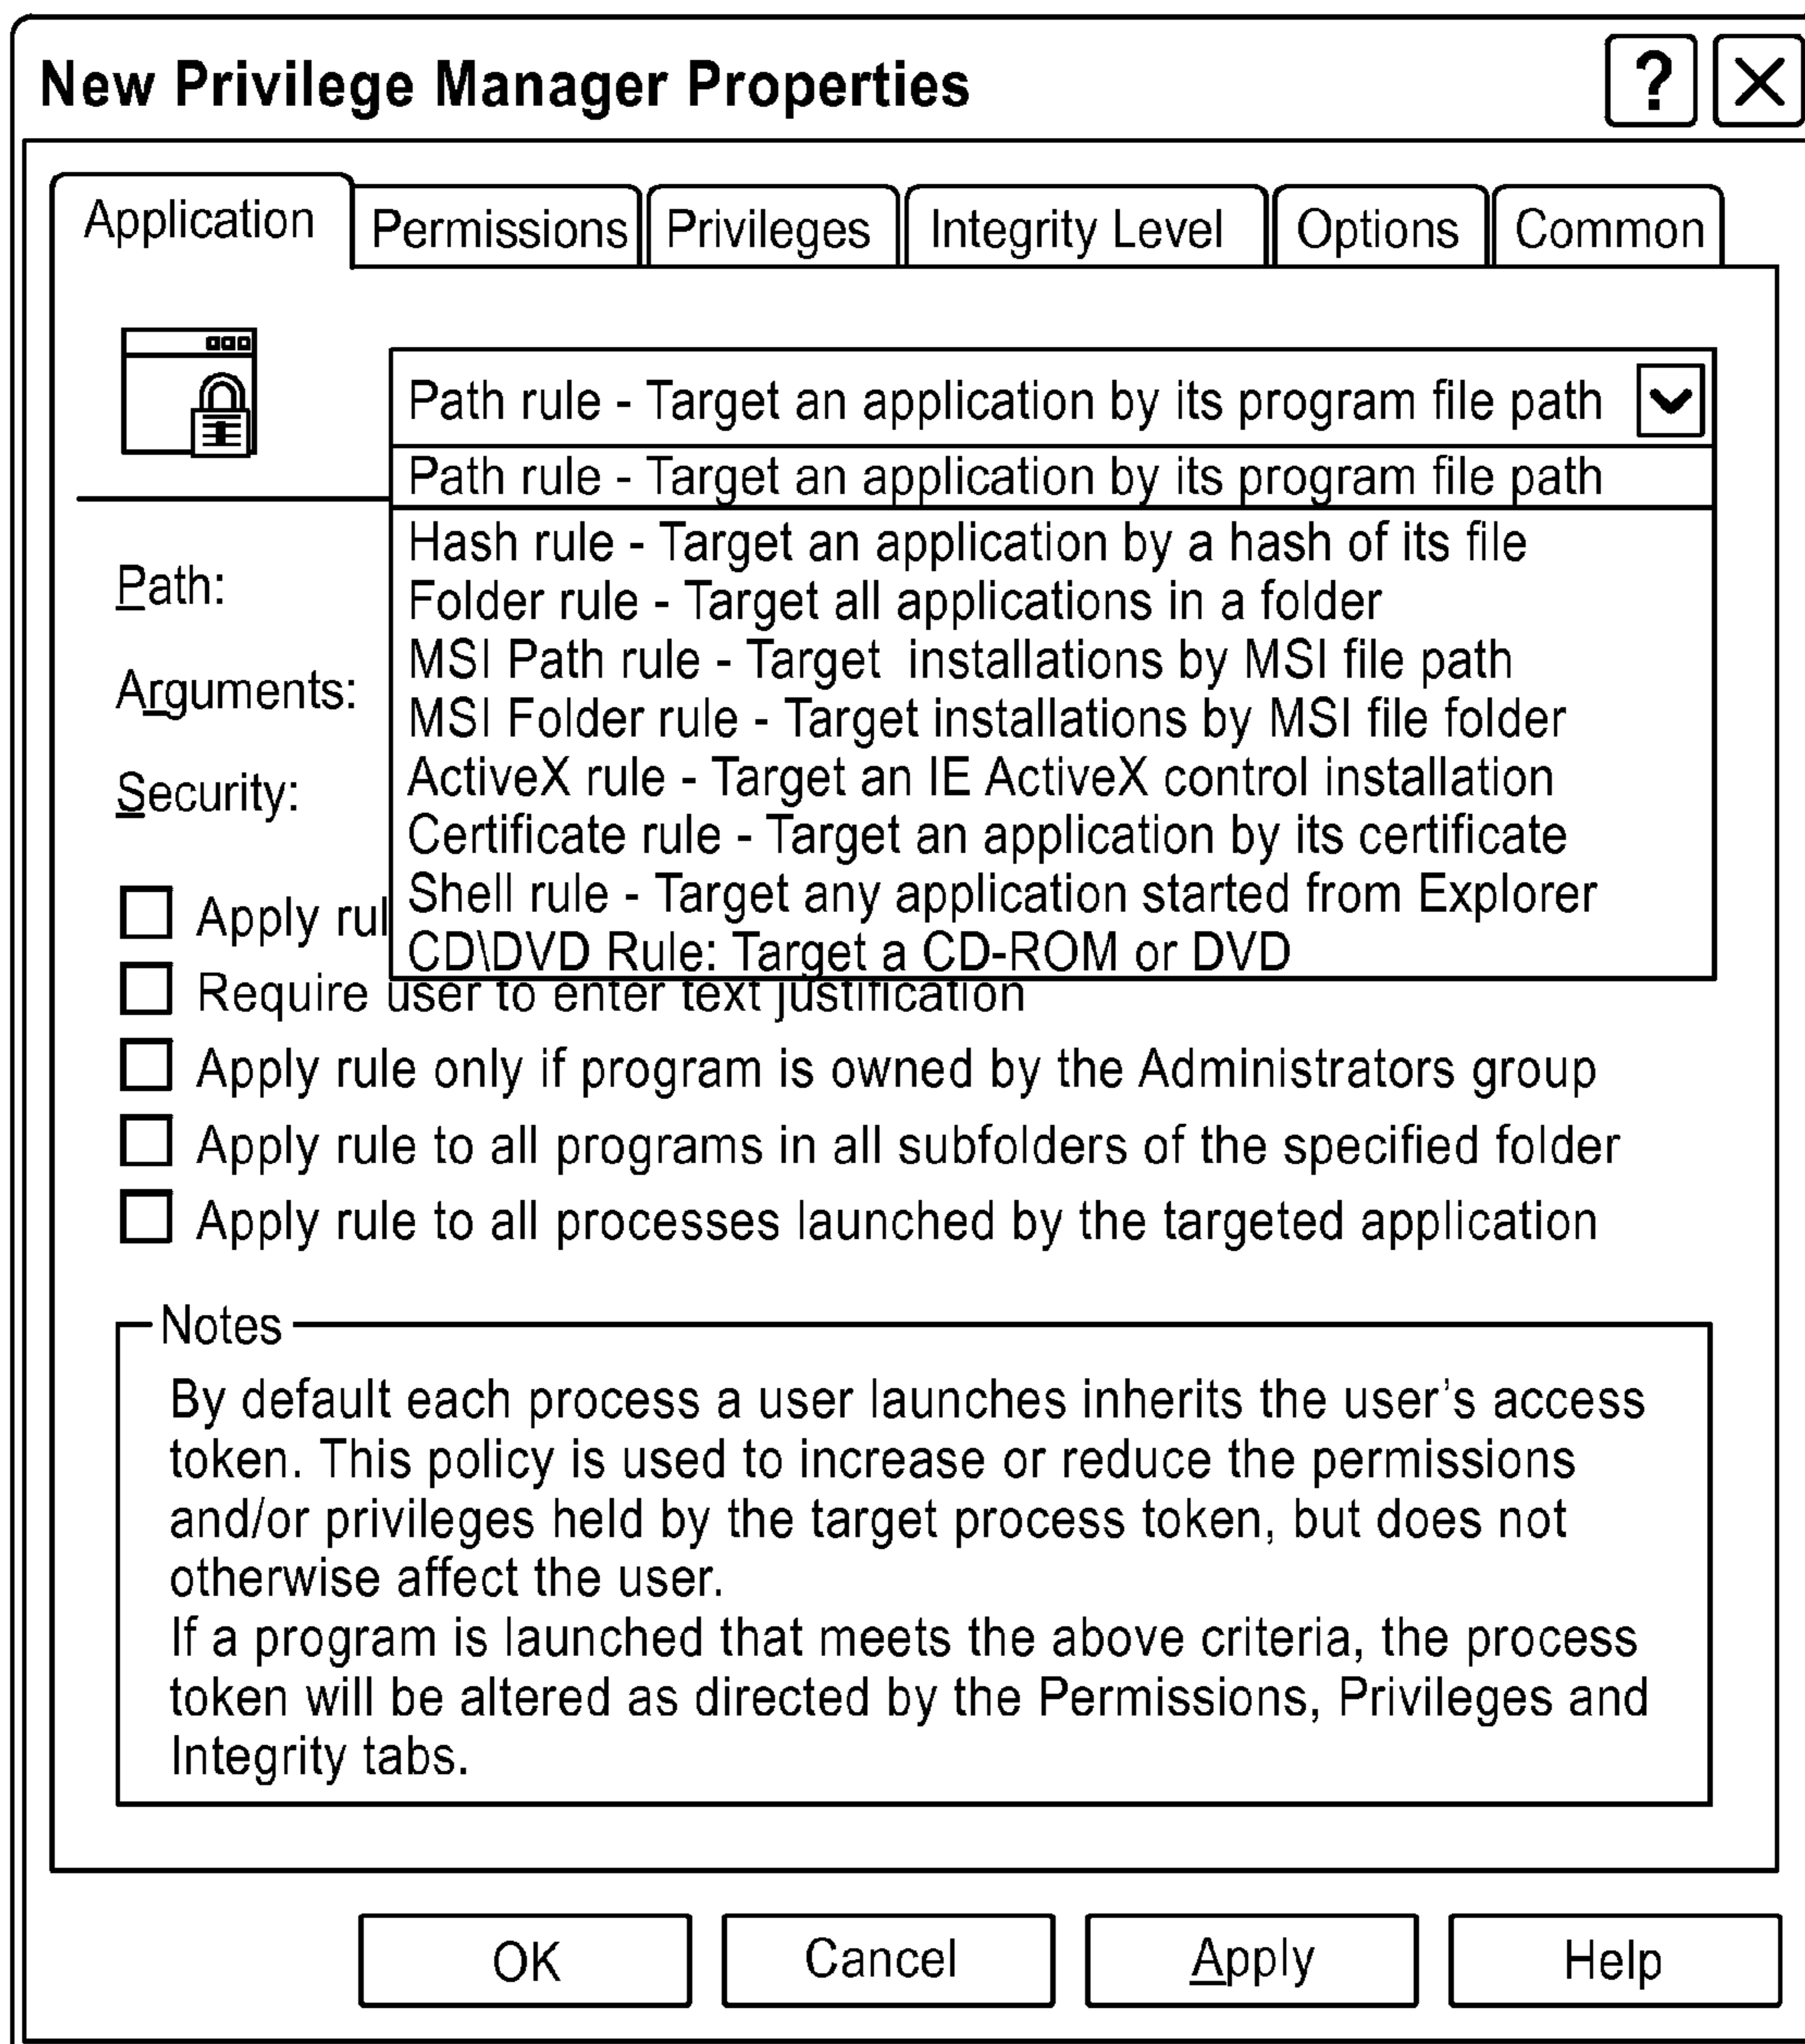 New Privilege Manager Properties
?
Application Permissions Privileges Integrity Level Options Common
Path rule - Target an application by its program file path
Path rule - Target an application by its program file path
Hash rule - Target an application by a hash of its file
Folder rule - Target all applications in a folder
MSI Path rule - Target installations by MSI file path
MSI Folder rule - Target installations by MSI file folder
ActiveX rule - Target an IE ActiveX control installation
Certificate rule - Target an application by its certificate
Shell rule - Target any application started from Explorer
CD\DVD Rule: Target a CD-ROM or DVD
Path:
Arguments:
Security:
Apply rul
Require user to enter text justification
Apply rule only if program is owned by the Administrators group
Apply rule to all programs in all subfolders of the specified folder
Apply rule to all processes launched by the targeted application
Notes
By default each process a user launches inherits the user's access
token. This policy is used to increase or reduce the permissions
and/or privileges held by the target process token, but does not
otherwise affect the user.
If a program is launched that meets the above criteria, the process
token will be altered as directed by the Permissions, Privileges and
Integrity tabs.
OK Cancel Apply Help